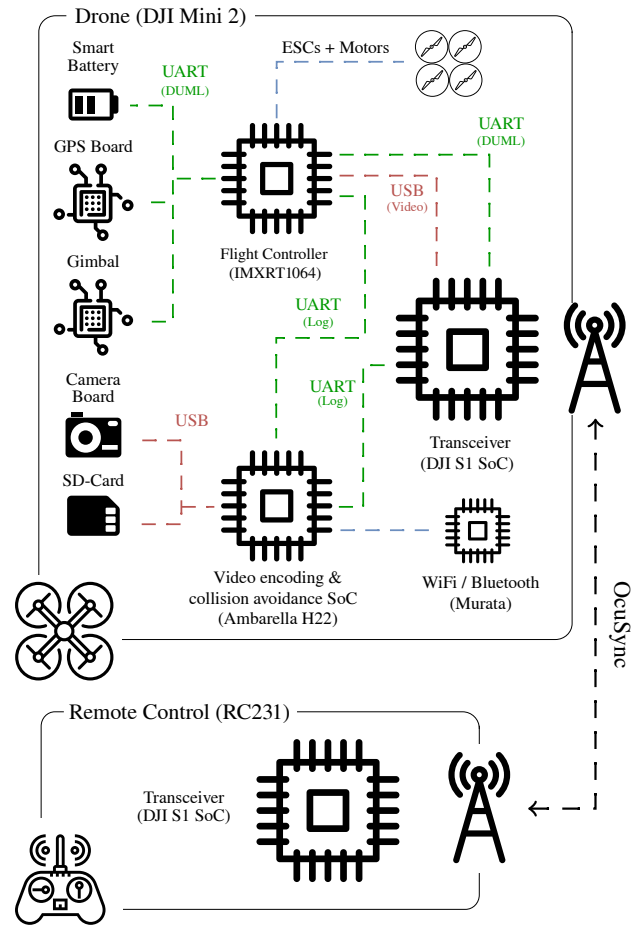 Drone (DJI Mini 2)
Smart
Battery
UART
(DUML)
ESCs + Motors
GPS Board
UART
(DUML)
USB
(Video)
Gimbal
Flight Controller
(IMXRT1064)
UART
(Log)
Camera
Board
UART
(Log)
USB
Transceiver
(DJI S1 SoC)
SD-Card
Video encoding &
collision avoidance SoC
(Ambarella H22)
WiFi / Bluetooth
(Murata)
OcuSync
Remote Control (RC231)
Transceiver
(DJI S1 SoC)